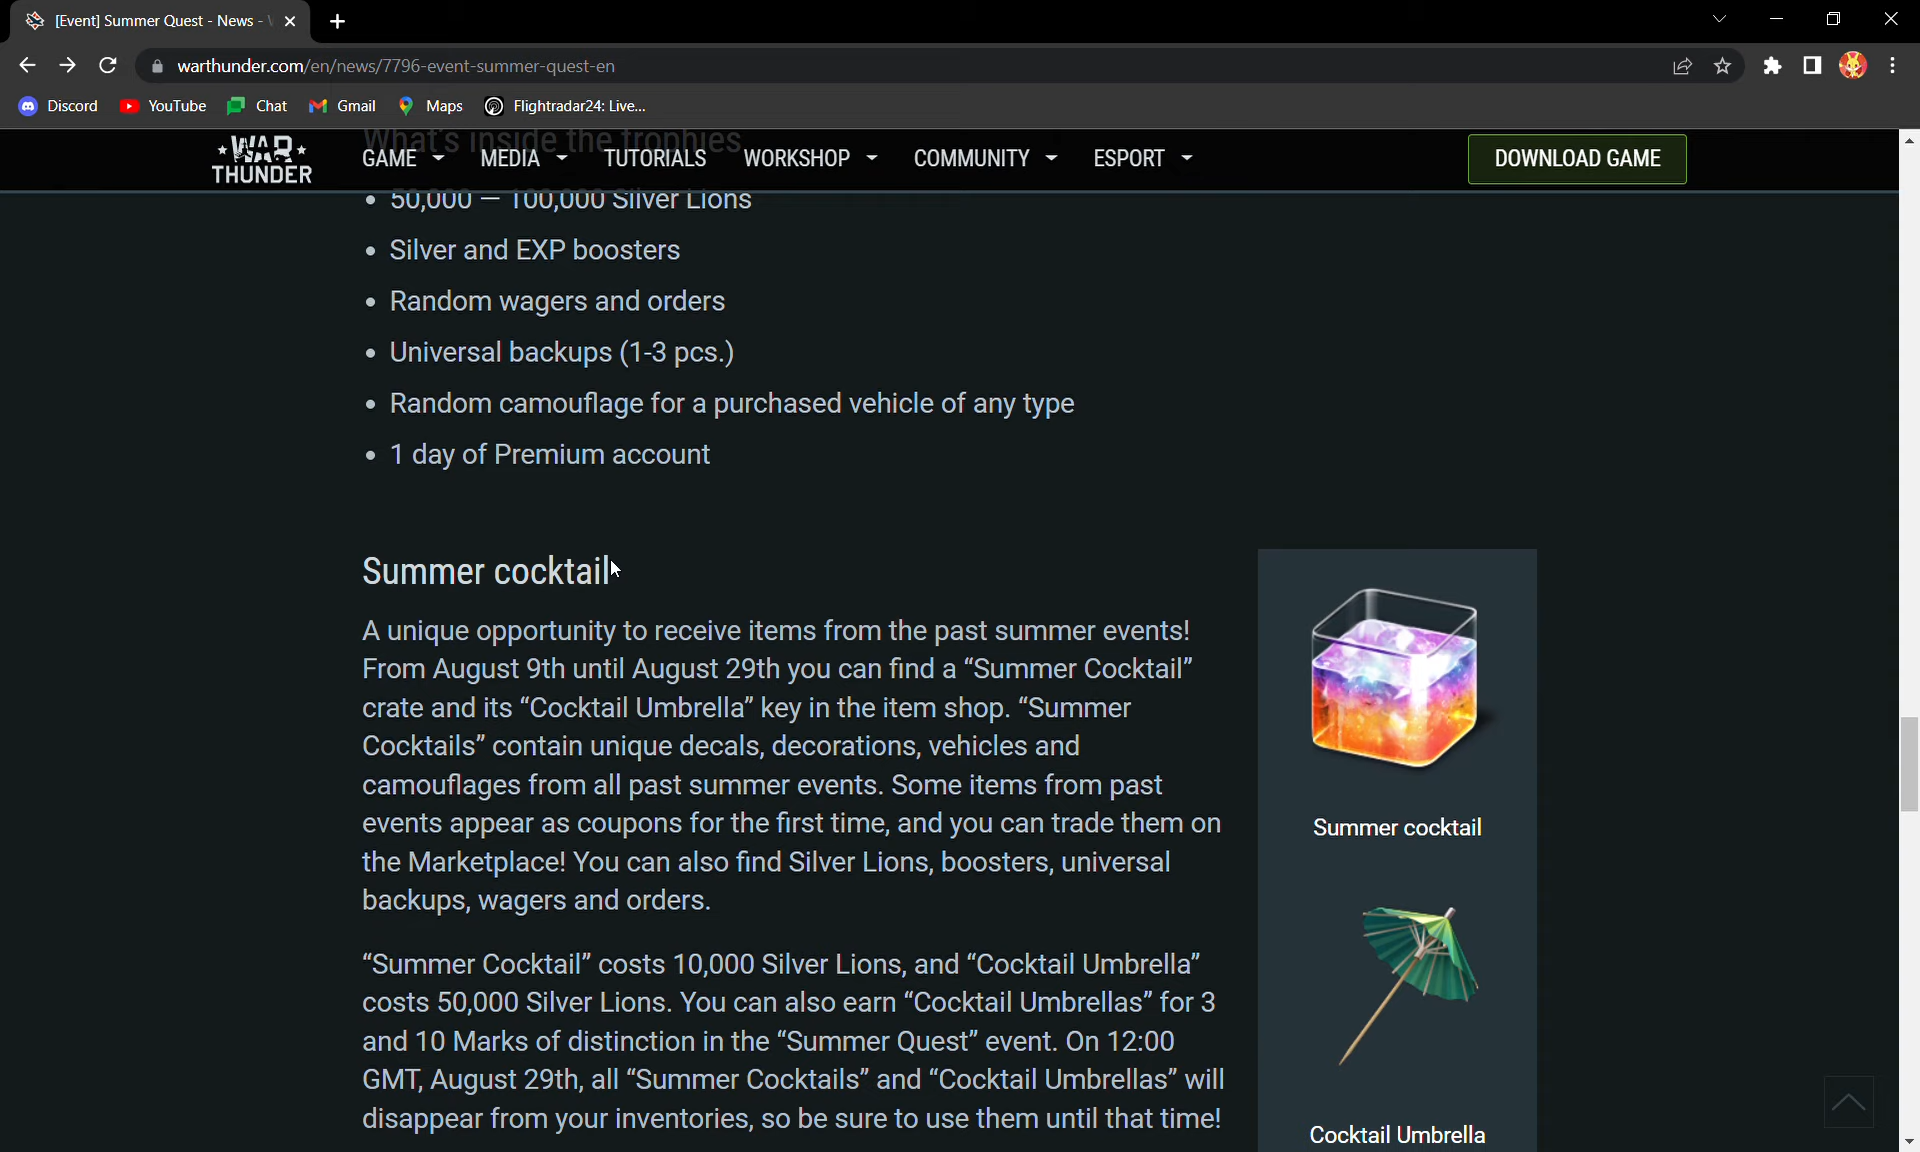 [Event] Summer Quest - News -
warthunder.com/en/news/7796-event-summer-quest-en
Discord YouTube Chat Gmail Maps Flightradar24: Live...
What's inside the trophies
WAR THUNDER
GAME MEDIA TUTORIALS WORKSHOP COMMUNITY ESPORT DOWNLOAD GAME
• 50,000 — 100,000 Silver Lions
• Silver and EXP boosters
• Random wagers and orders
• Universal backups (1-3 pcs.)
• Random camouflage for a purchased vehicle of any type
• 1 day of Premium account
Summer cocktail
A unique opportunity to receive items from the past summer events!
From August 9th until August 29th you can find a “Summer Cocktail”
crate and its “Cocktail Umbrella” key in the item shop. “Summer
Cocktails” contain unique decals, decorations, vehicles and
camouflages from all past summer events. Some items from past
events appear as coupons for the first time, and you can trade them on
the Marketplace! You can also find Silver Lions, boosters, universal
backups, wagers and orders.
“Summer Cocktail” costs 10,000 Silver Lions, and “Cocktail Umbrella”
costs 50,000 Silver Lions. You can also earn “Cocktail Umbrellas” for 3
and 10 Marks of distinction in the “Summer Quest” event. On 12:00
GMT, August 29th, all “Summer Cocktails” and “Cocktail Umbrellas” will
disappear from your inventories, so be sure to use them until that time!
Summer cocktail
Cocktail Umbrella